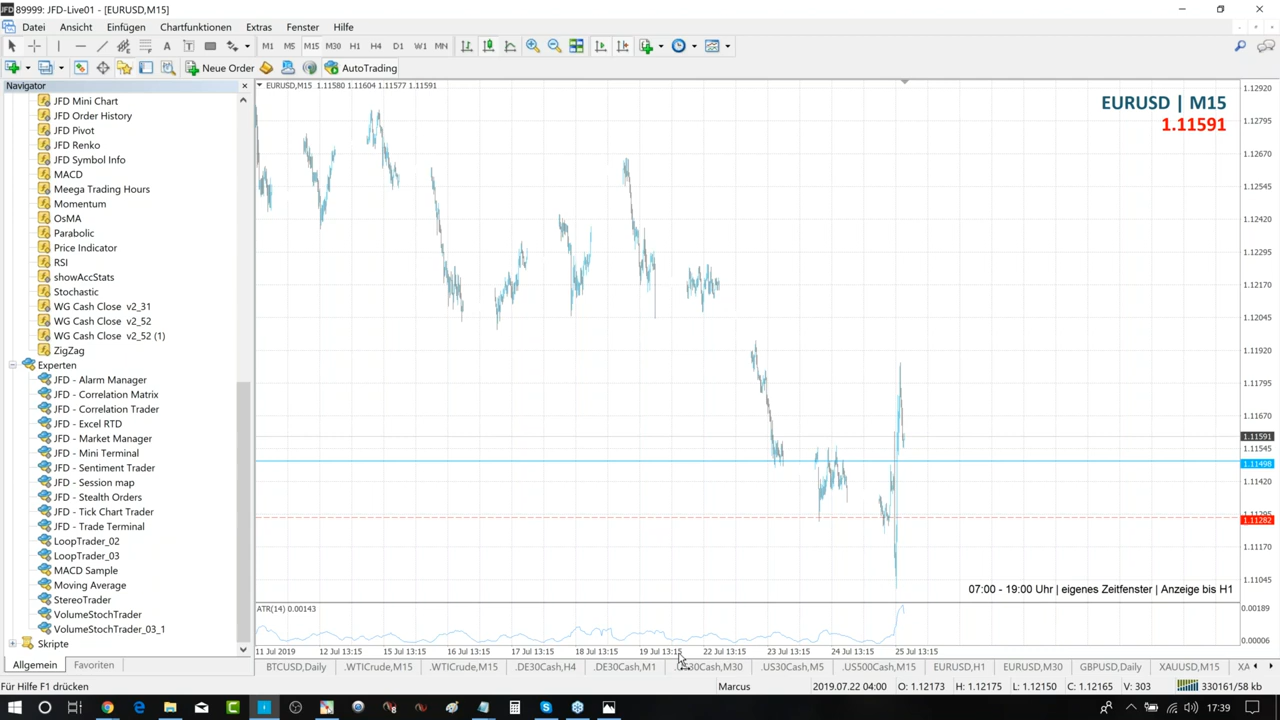 JFD 89999: JFD-Live01 - [EURUSD,M15]
Datei Ansicht Einfügen Chartfunktionen Extras Fenster Hilfe
A T M1 M5 M15 M30 H1 H4 D1 W1 MN
New Order AutoTrading
Navigator
EURUSD,M15 1.11580 1.11604 1.11577 1.11591
EURUSD | M15
1.11591
JFD Mini Chart
JFD Order History
JFD Pivot
JFD Renko
JFD Symbol Info
MACD
Meega Trading Hours
Momentum
OsMA
Parabolic
Price Indicator
RSI
showAccStats
Stochastic
WG Cash Close v2_31
WG Cash Close v2_52
WG Cash Close v2_52 (1)
ZigZag
Experten
JFD - Alarm Manager
JFD - Correlation Matrix
JFD - Correlation Trader
JFD - Excel RTD
JFD - Market Manager
JFD - Mini Terminal
JFD - Sentiment Trader
JFD - Session map
JFD - Stealth Orders
JFD - Tick Chart Trader
JFD - Trade Terminal
LoopTrader_02
LoopTrader_03
MACD Sample
Moving Average
StereoTrader
VolumeStochTrader
VolumeStochTrader_03_1
Skripte
Allgemein Favoriten
1.12920
1.12795
1.12670
1.12545
1.12420
1.12295
1.12170
1.12045
1.11920
1.11795
1.11670
1.11591
1.11545
1.11498
1.11420
1.11295
1.11282
1.11170
1.11045
07:00 - 19:00 Uhr | eigenes Zeitfenster | Anzeige bis H1
ATR(14) 0.00143
0.00189
0.00006
11 Jul 2019 12 Jul 13:15 15 Jul 13:15 16 Jul 13:15 17 Jul 13:15 18 Jul 13:15 19 Jul 13:15 22 Jul 13:15 23 Jul 13:15 24 Jul 13:15 25 Jul 13:15
BTCUSD,Daily .WTICrude,M15 .WTICrude,M15 .DE30Cash,H4 .DE30Cash,M1 30Cash,M30 .US30Cash,M5 .US500Cash,M15 EURUSD,H1 EURUSD,M30 GBPUSD,Daily XAUUSD,M15 XA
Für Hilfe F1 drücken Marcus 2019.07.22 04:00 O: 1.12173 H: 1.12175 L: 1.12150 C: 1.12165 V: 303 330161/58 kb
17:39